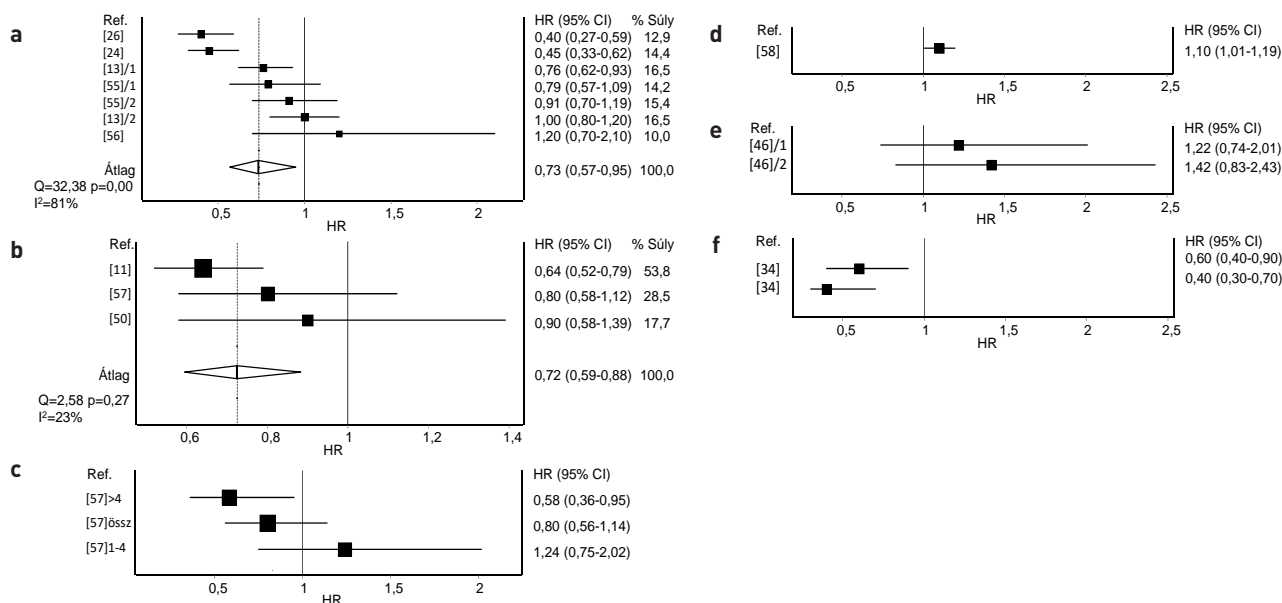 a
Ref. HR (95% CI) % Súly
[26] 0,40 (0,27-0,59) 12,9
[24] 0,45 (0,33-0,62) 14,4
[13]/1 0,76 (0,62-0,93) 16,5
[55]/1 0,79 (0,57-1,09) 14,2
[55]/2 0,91 (0,70-1,19) 15,4
[13]/2 1,00 (0,80-1,20) 16,5
[56] 1,20 (0,70-2,10) 10,0
Átlag 0,73 (0,57-0,95) 100,0
Q=32,38 p=0,00
I²=81%
0,5 1 1,5 2
HR
b
Ref. HR (95% CI) % Súly
[11] 0,64 (0,52-0,79) 53,8
[57] 0,80 (0,58-1,12) 28,5
[50] 0,90 (0,58-1,39) 17,7
Átlag 0,72 (0,59-0,88) 100,0
Q=2,58 p=0,27
I²=23%
0,6 0,8 1 1,2 1,4
HR
c
Ref. HR (95% CI)
[57]>4 0,58 (0,36-0,95)
[57]össz 0,80 (0,56-1,14)
[57]1-4 1,24 (0,75-2,02)
0,5 1 1,5 2
HR
d
Ref. HR (95% CI)
[58] 1,10 (1,01-1,19)
0,5 1 1,5 2 2,5
HR
e
Ref. HR (95% CI)
[46]/1 1,22 (0,74-2,01)
[46]/2 1,42 (0,83-2,43)
0,5 1 1,5 2 2,5
HR
f
Ref. HR (95% CI)
[34] 0,60 (0,40-0,90)
[34] 0,40 (0,30-0,70)
0,5 1 1,5 2 2,5
HR